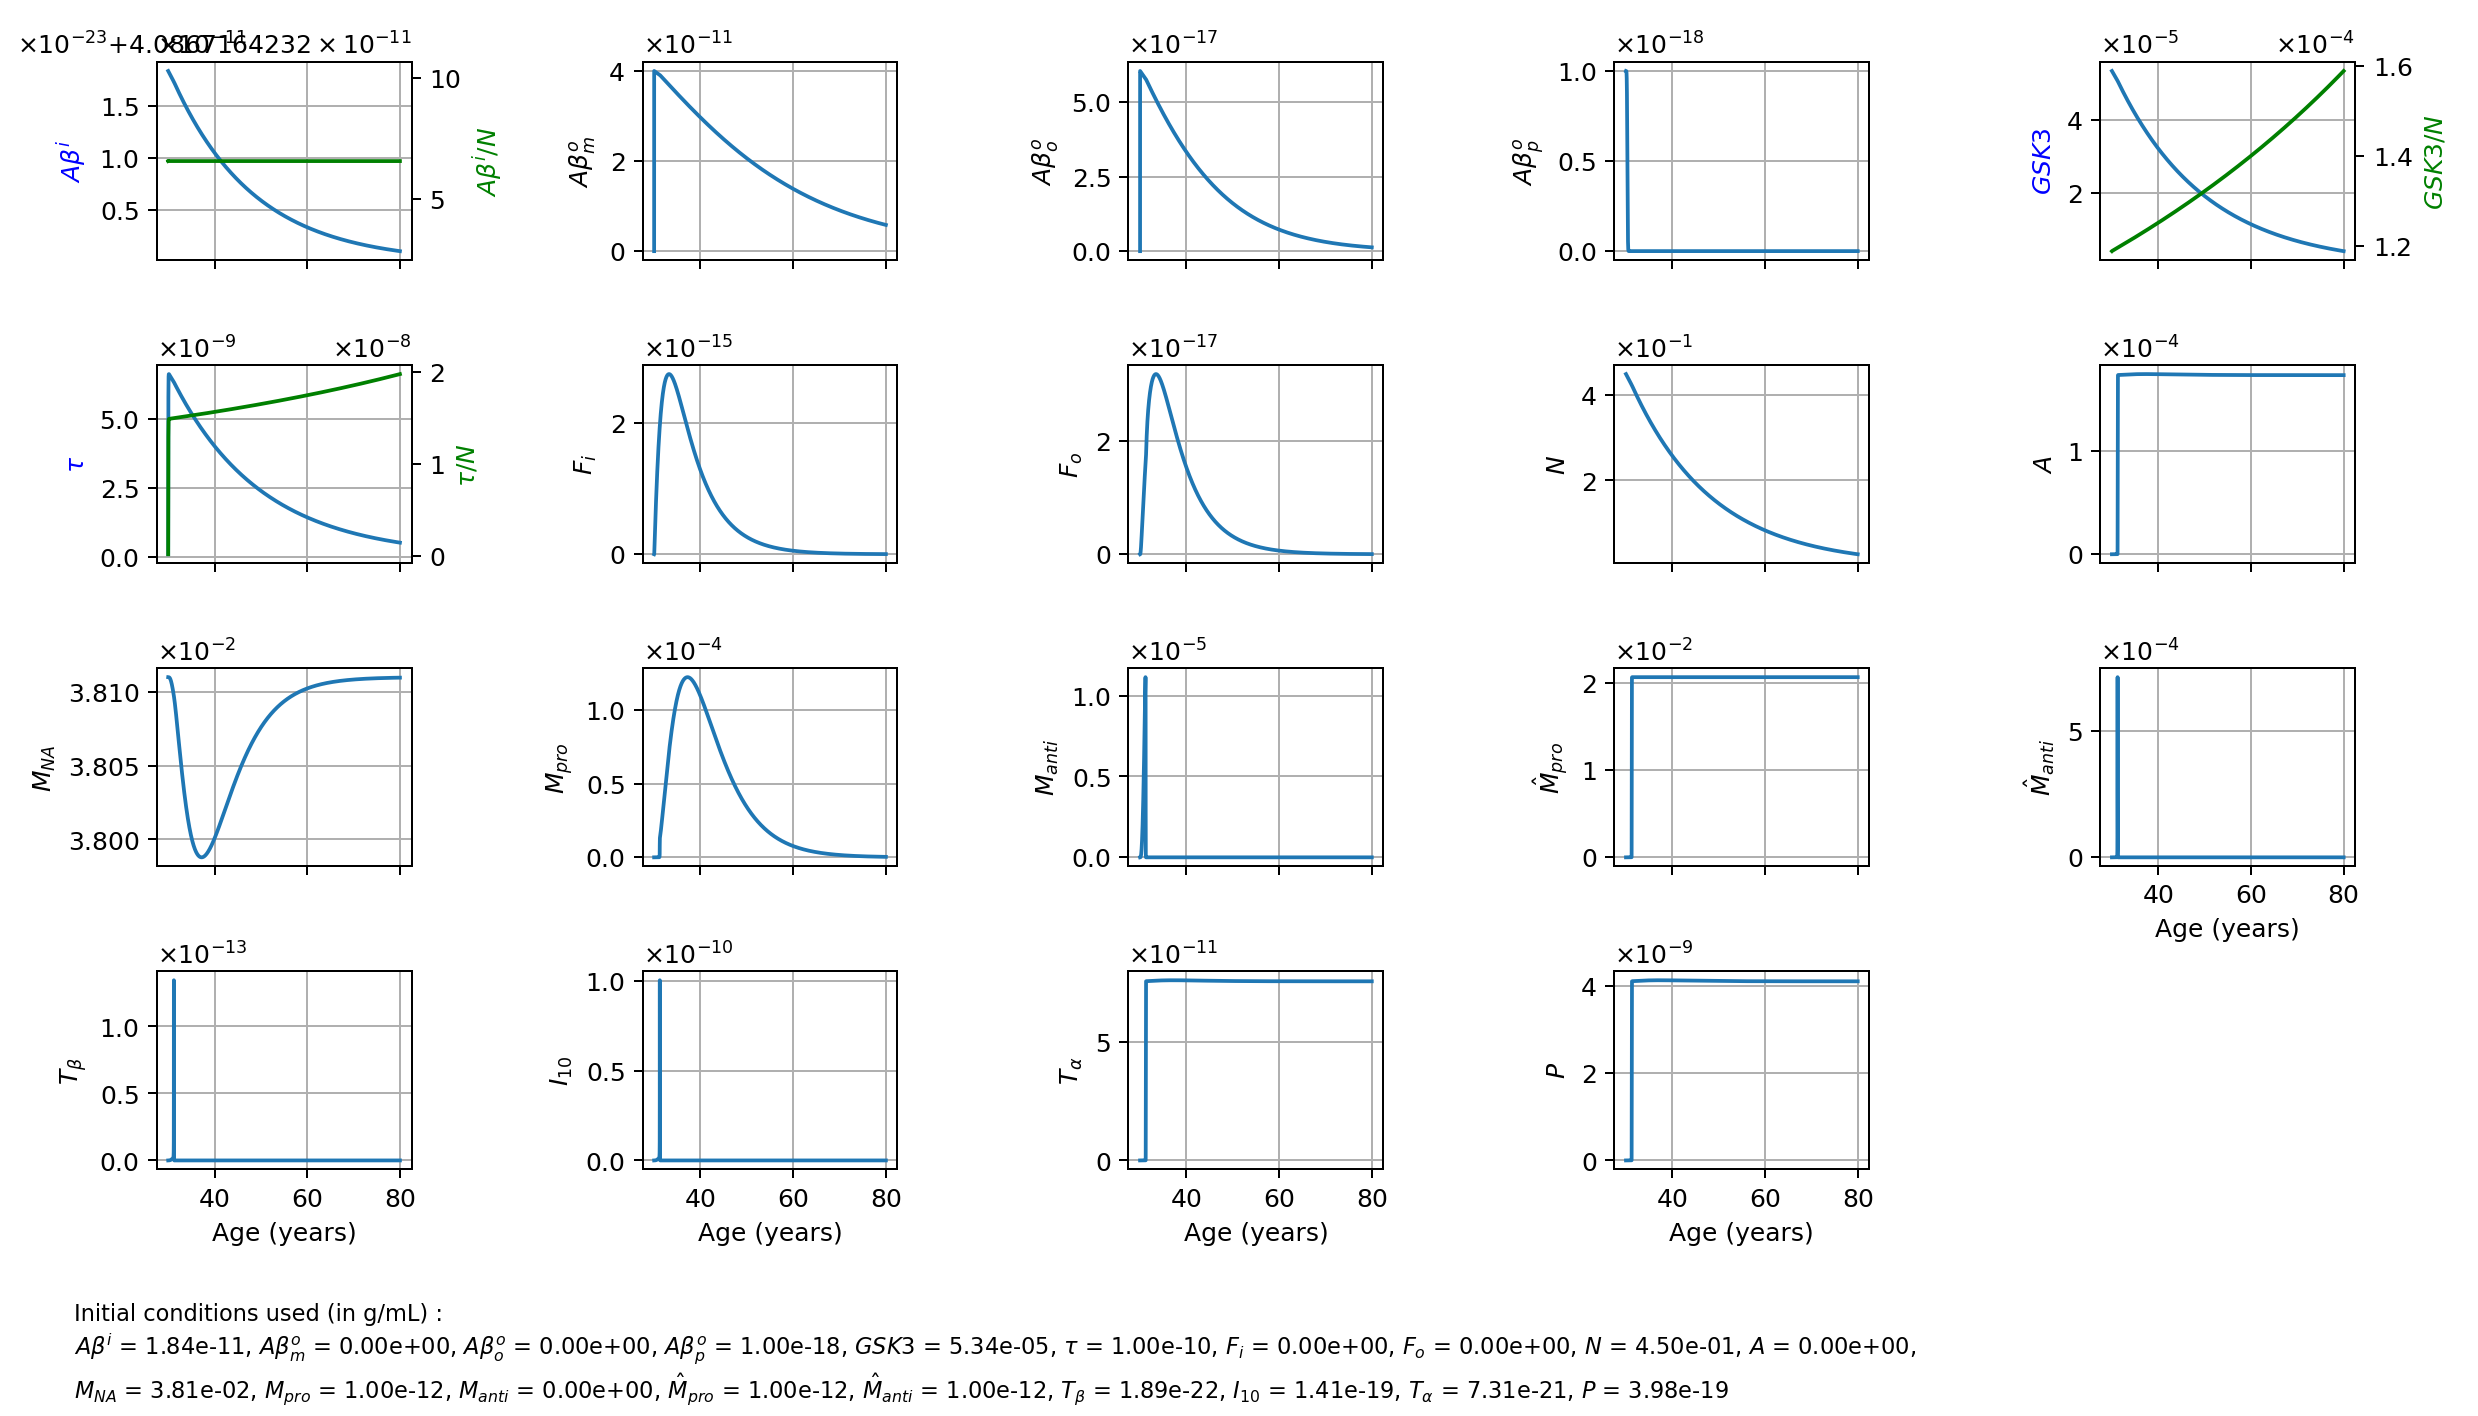 ×10⁻²³+4.0867164232×10⁻¹¹ ×10⁻¹¹ ×10⁻¹¹ ×10⁻¹⁷ ×10⁻¹⁸ ×10⁻⁵ ×10⁻⁴
Aβⁱ 1.5 1.0 0.5 10 5 Aβⁱ/N
Aβₘᵒ 4 2 0
Aβₒᵒ 5.0 2.5 0.0
Aβₚᵒ 1.0 0.5 0.0
GSK3 4 2 1.6 1.4 1.2 GSK3/N
×10⁻⁹ ×10⁻⁸ ×10⁻¹⁵ ×10⁻¹⁷ ×10⁻¹ ×10⁻⁴
τ 5.0 2.5 0.0 2 1 0 τ/N
Fᵢ 2 0
Fₒ 2 0
N 4 2
A 1 0
×10⁻² ×10⁻⁴ ×10⁻⁵ ×10⁻² ×10⁻⁴
M_NA 3.810 3.805 3.800
M_pro 1.0 0.5 0.0
M_anti 1.0 0.5 0.0
M̂_pro 2 1 0
M̂_anti 5 0
40 60 80
Age (years)
×10⁻¹³ ×10⁻¹⁰ ×10⁻¹¹ ×10⁻⁹
T_β 1.0 0.5 0.0
I₁₀ 1.0 0.5 0.0
T_α 5 0
P 4 2 0
40 60 80 40 60 80 40 60 80 40 60 80
Age (years) Age (years) Age (years) Age (years)
Initial conditions used (in g/mL) :
Aβⁱ = 1.84e-11, Aβₘᵒ = 0.00e+00, Aβₒᵒ = 0.00e+00, Aβₚᵒ = 1.00e-18, GSK3 = 5.34e-05, τ = 1.00e-10, Fᵢ = 0.00e+00, Fₒ = 0.00e+00, N = 4.50e-01, A = 0.00e+00,
M_NA = 3.81e-02, M_pro = 1.00e-12, M_anti = 0.00e+00, M̂_pro = 1.00e-12, M̂_anti = 1.00e-12, T_β = 1.89e-22, I₁₀ = 1.41e-19, T_α = 7.31e-21, P = 3.98e-19